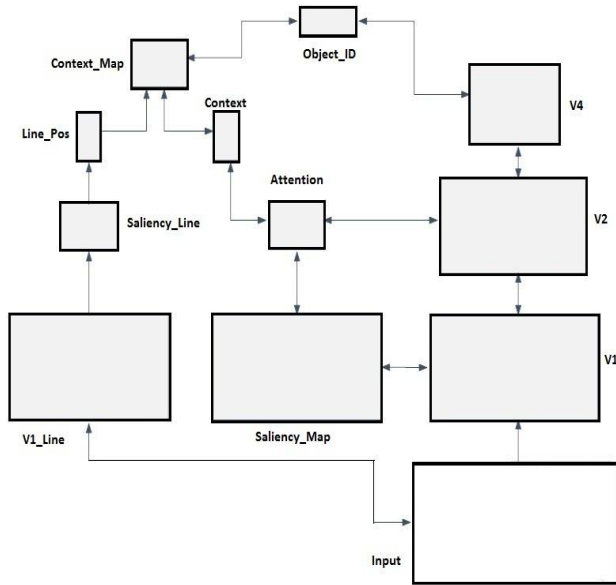 Object_ID
Context_Map
Context
V4
Line_Pos
Attention
Saliency_Line
V2
V1
V1_Line
Saliency_Map
Input